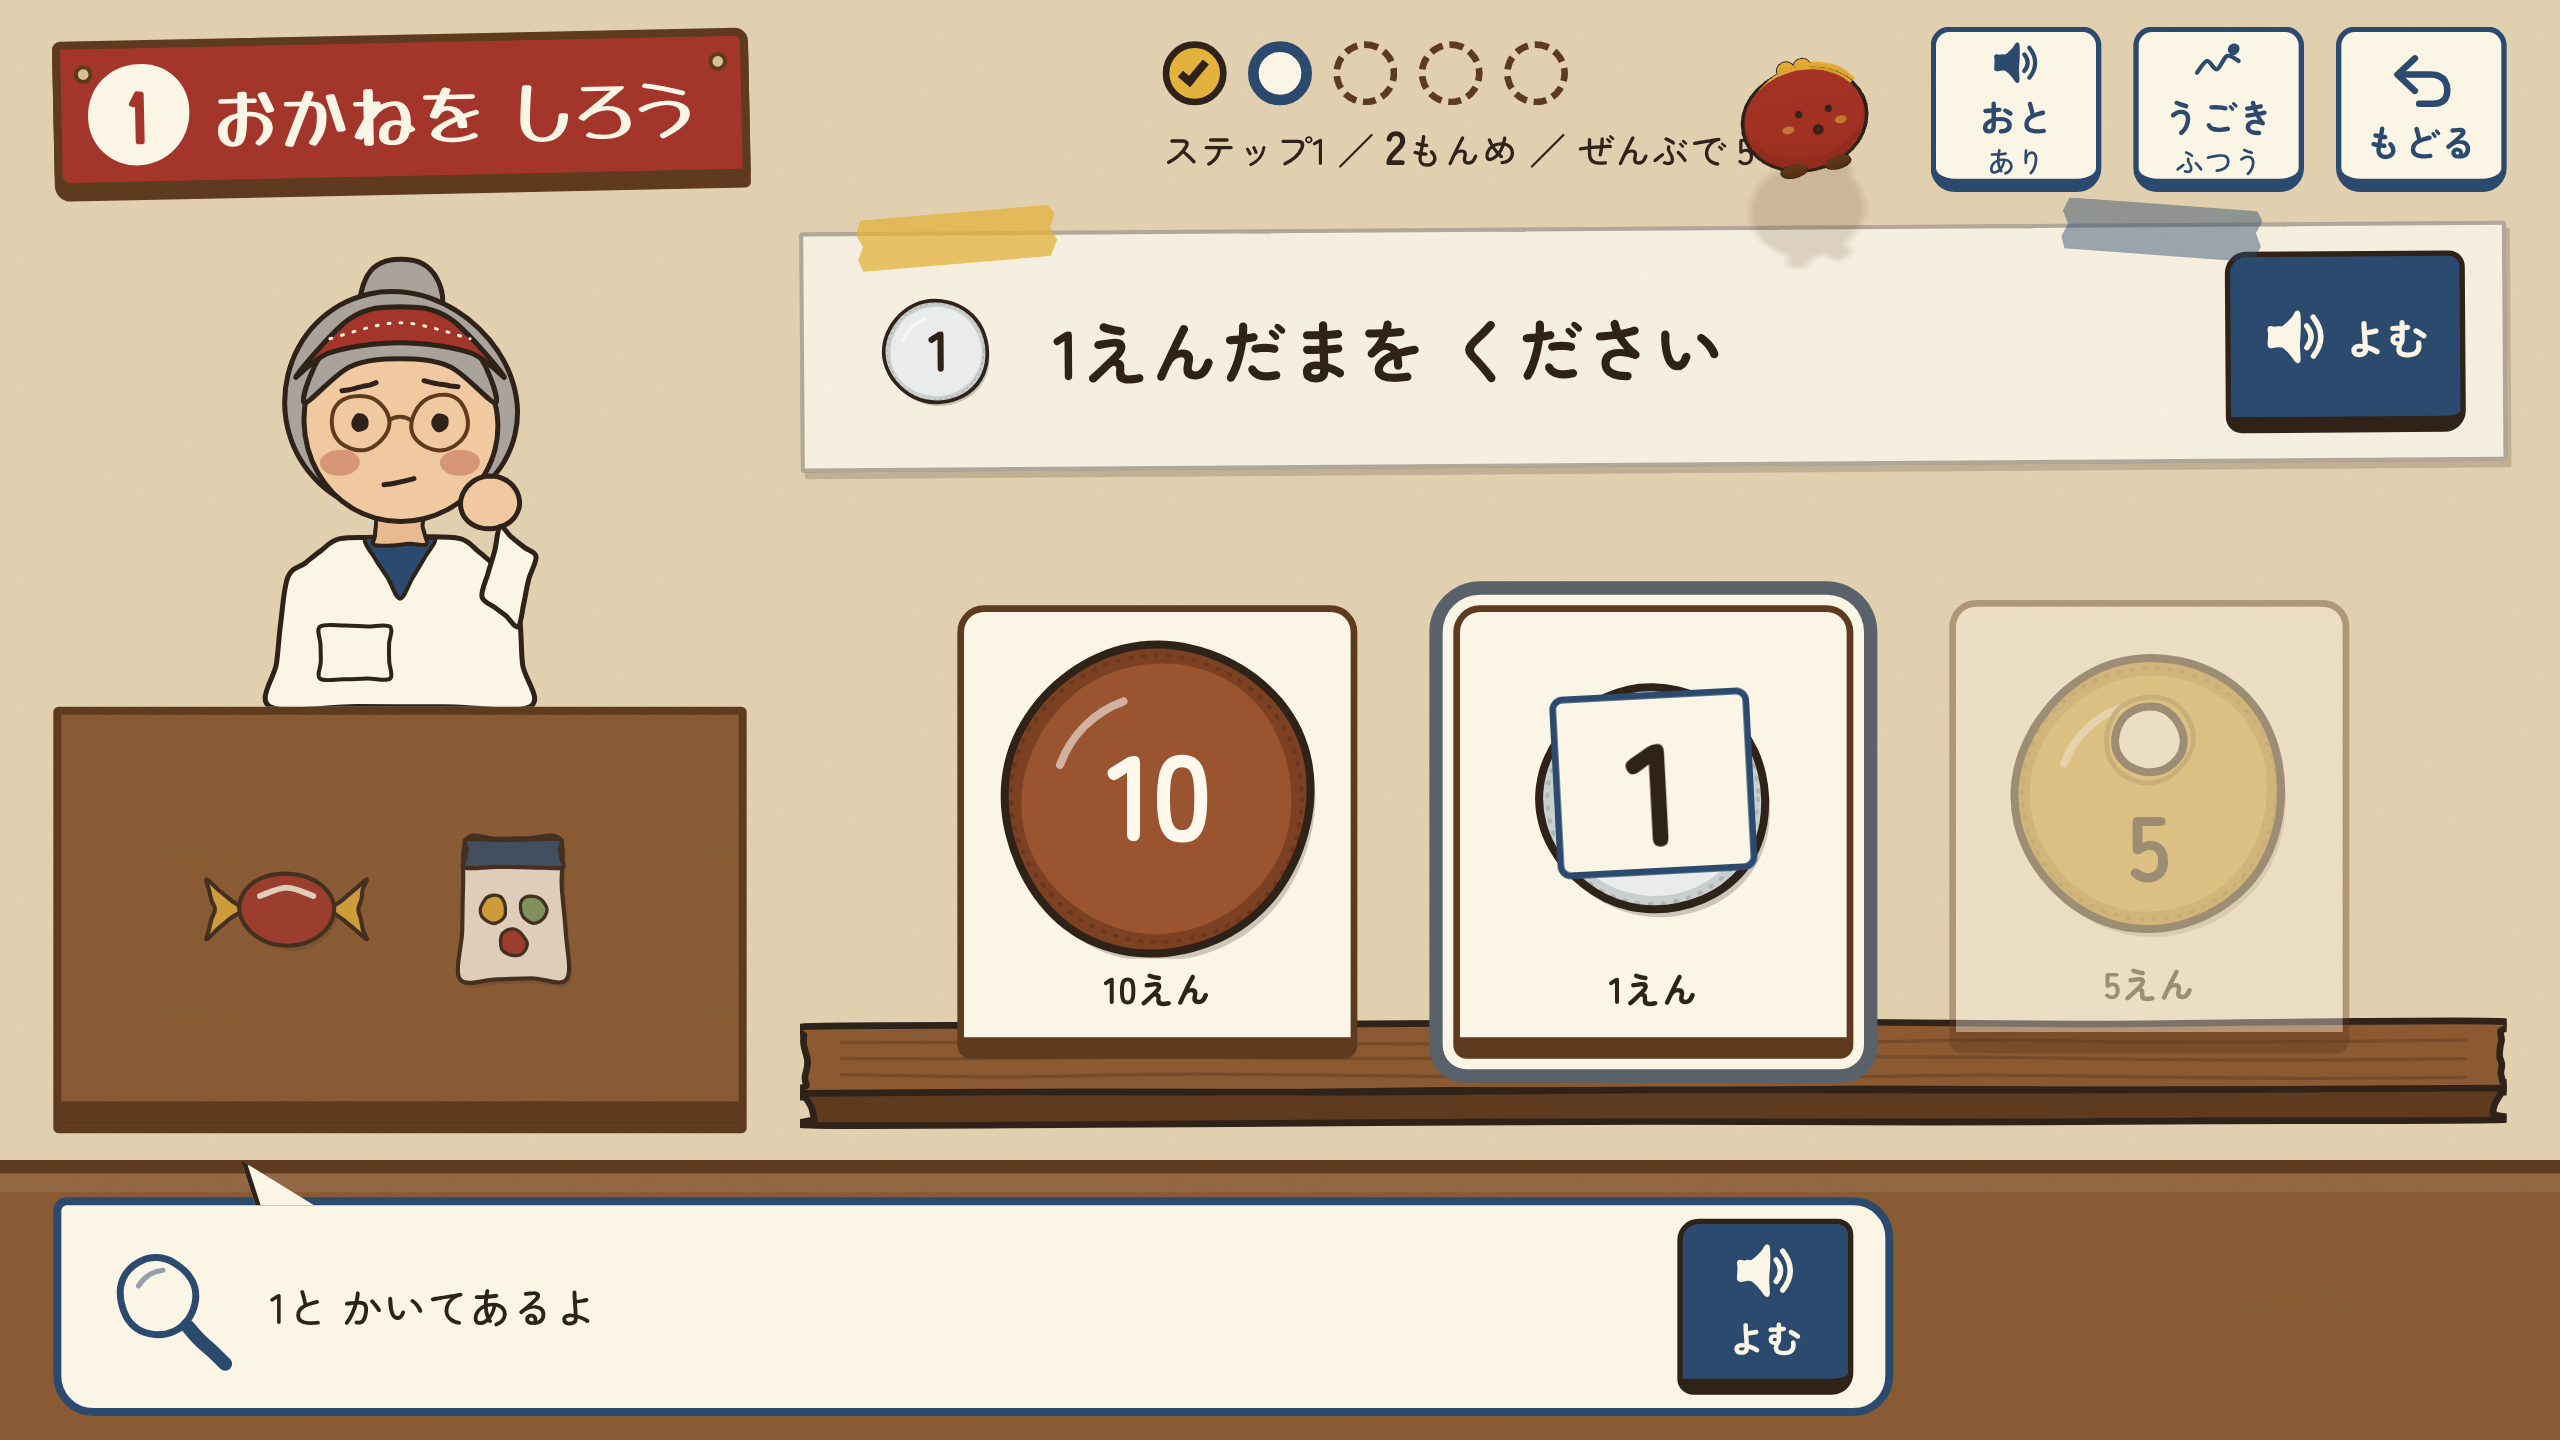 1 おかねを しろう
ステップ1 ／ 2もんめ ／ ぜんぶで 5
おと
あり
うごき
ふつう
もどる
1 1えんだまを ください
よむ
10
10えん
1
1えん
5
5えん
1と かいてあるよ
よむ